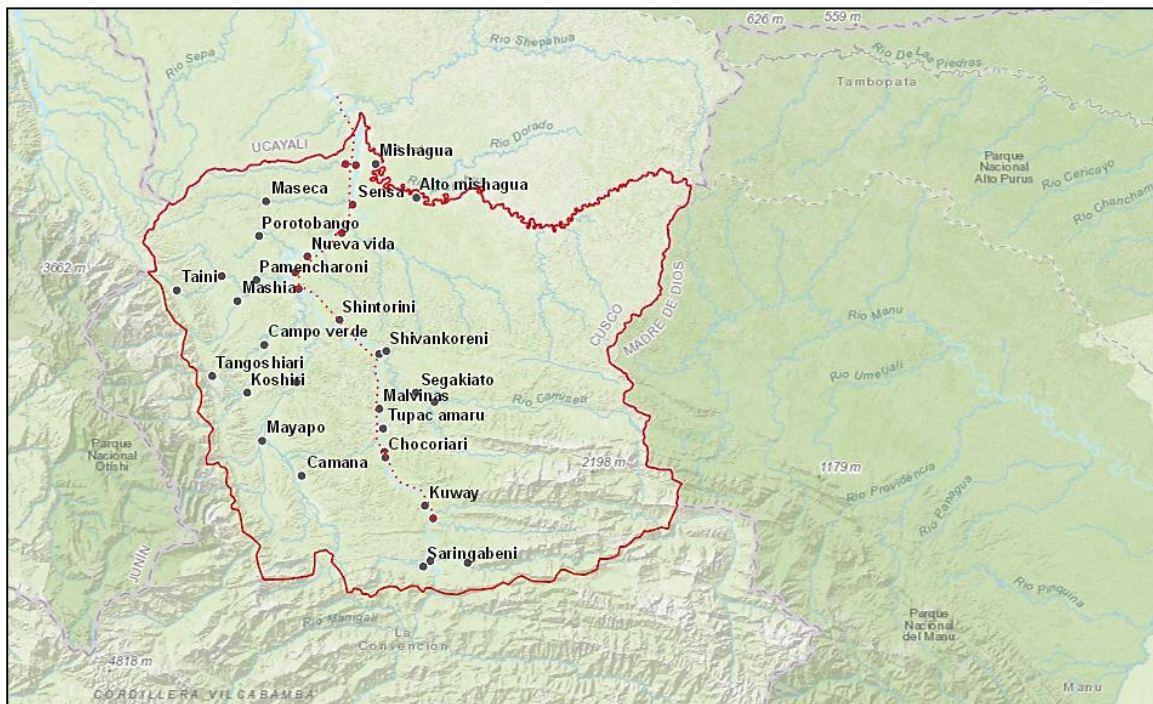 626 m
559 m
Rio Shepahua
Rio De Las Piedras
Rio Sepa
Tambopata
UCAYALI
Rio Dorado
Mishagua
Parque
Nacional
Alto Purus
Rio Cericayo
Maseca
Sensa
Alto mishagua
Rio Chancham
Porotobango
Nueva vida
3662 m
Taini
Pamencharoni
Mashia
CUSCO
MADRE DE DIOS
Shintorini
Rio Manu
Campo verde
Shivankoreni
Tangoshiari
Koshiri
Segakiato
Rio Umerjali
Malvinas
Rio Camisea
Tupac amaru
Mayapo
Chocoriari
Parque
Nacional
Otishi
Camana
2198 m
1179 m
Rio Providencia
Rio Panagua
Kuway
Saringabeni
JUNIN
Rio Pinquina
Rio Manigali
La
Convención
Parque
Nacional
del Manu
4818 m
Manu
CORDILLERA VILCABAMBA